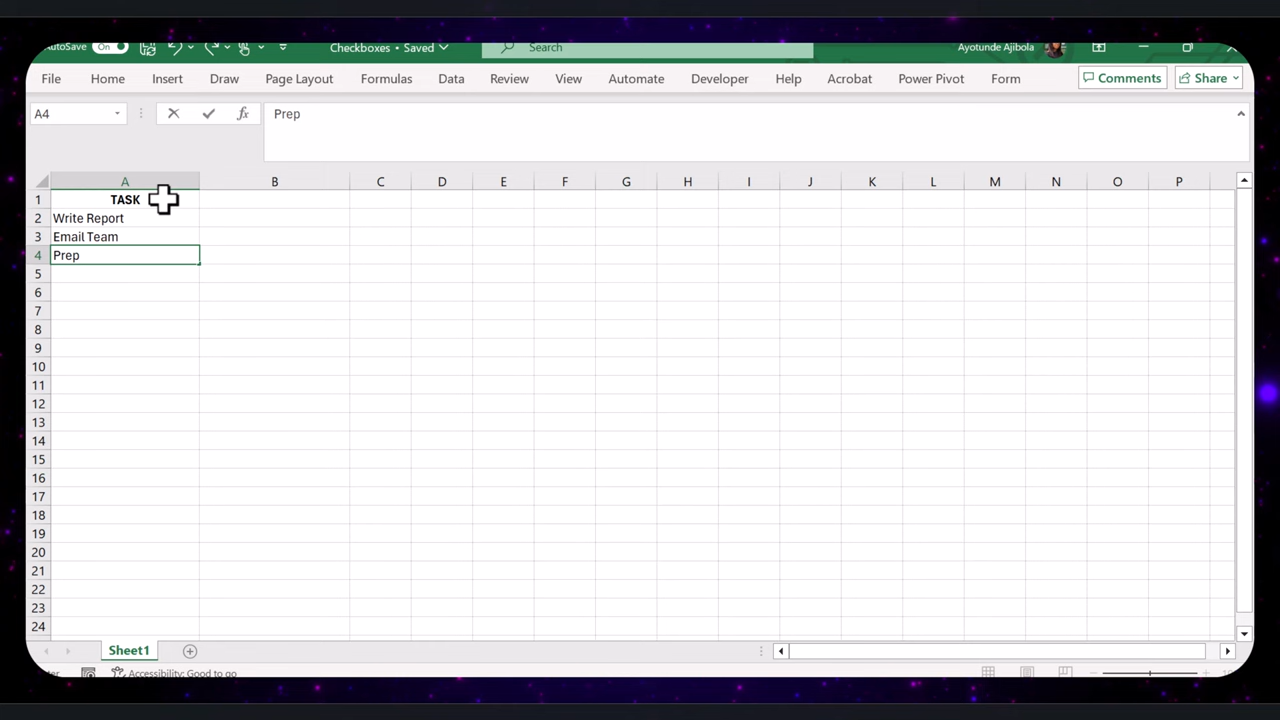 AutoSave On Checkboxes • Saved Search Ayotunde Ajibola
File Home Insert Draw Page Layout Formulas Data Review View Automate Developer Help Acrobat Power Pivot Form Comments Share
A4 fx Prep
A B C D E F G H I J K L M N O P
1 TASK
2 Write Report
3 Email Team
4 Prep
5
6
7
8
9
10
11
12
13
14
15
16
17
18
19
20
21
22
23
24
Sheet1
Accessibility: Good to go